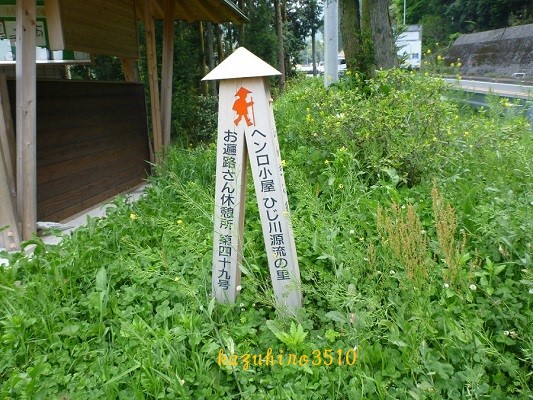 ヘンロ小屋 ひじ川源流の里
お遍路さん休憩所 第四十九号
kazuhino3510